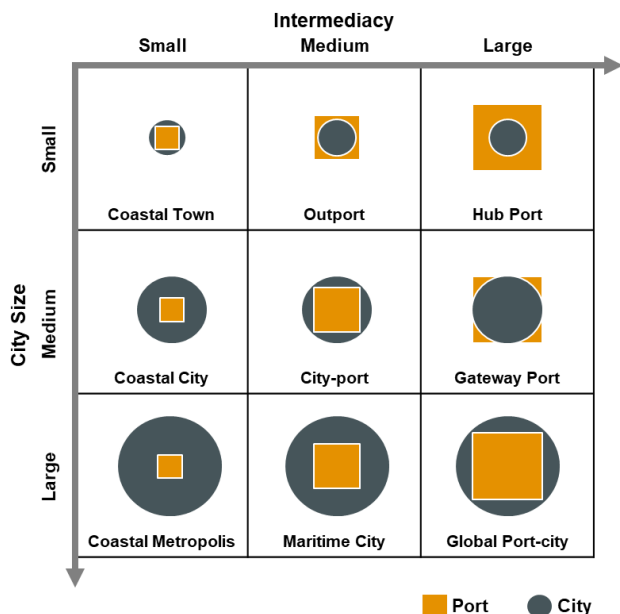 Intermediacy
Small Medium Large
City Size
Small
Coastal Town Outport Hub Port
Medium
Coastal City City-port Gateway Port
Large
Coastal Metropolis Maritime City Global Port-city
Port City